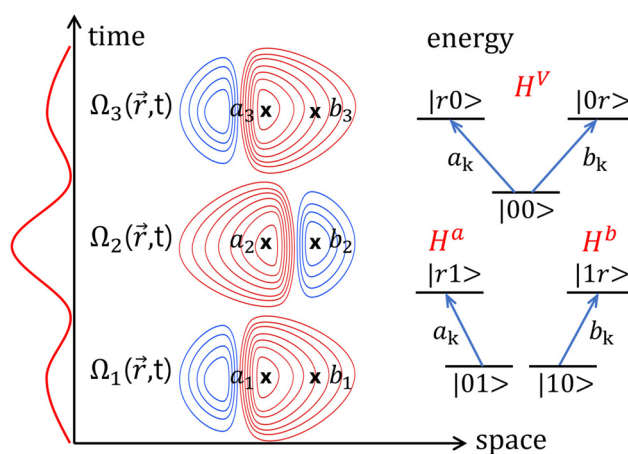 time
energy
Ω₃(r⃗,t)
a₃ x x b₃
|r0>
H^V
|0r>
a_k
b_k
|00>
Ω₂(r⃗,t)
a₂ x x b₂
H^a
H^b
|r1>
|1r>
Ω₁(r⃗,t)
a₁ x x b₁
a_k
b_k
|01>
|10>
space